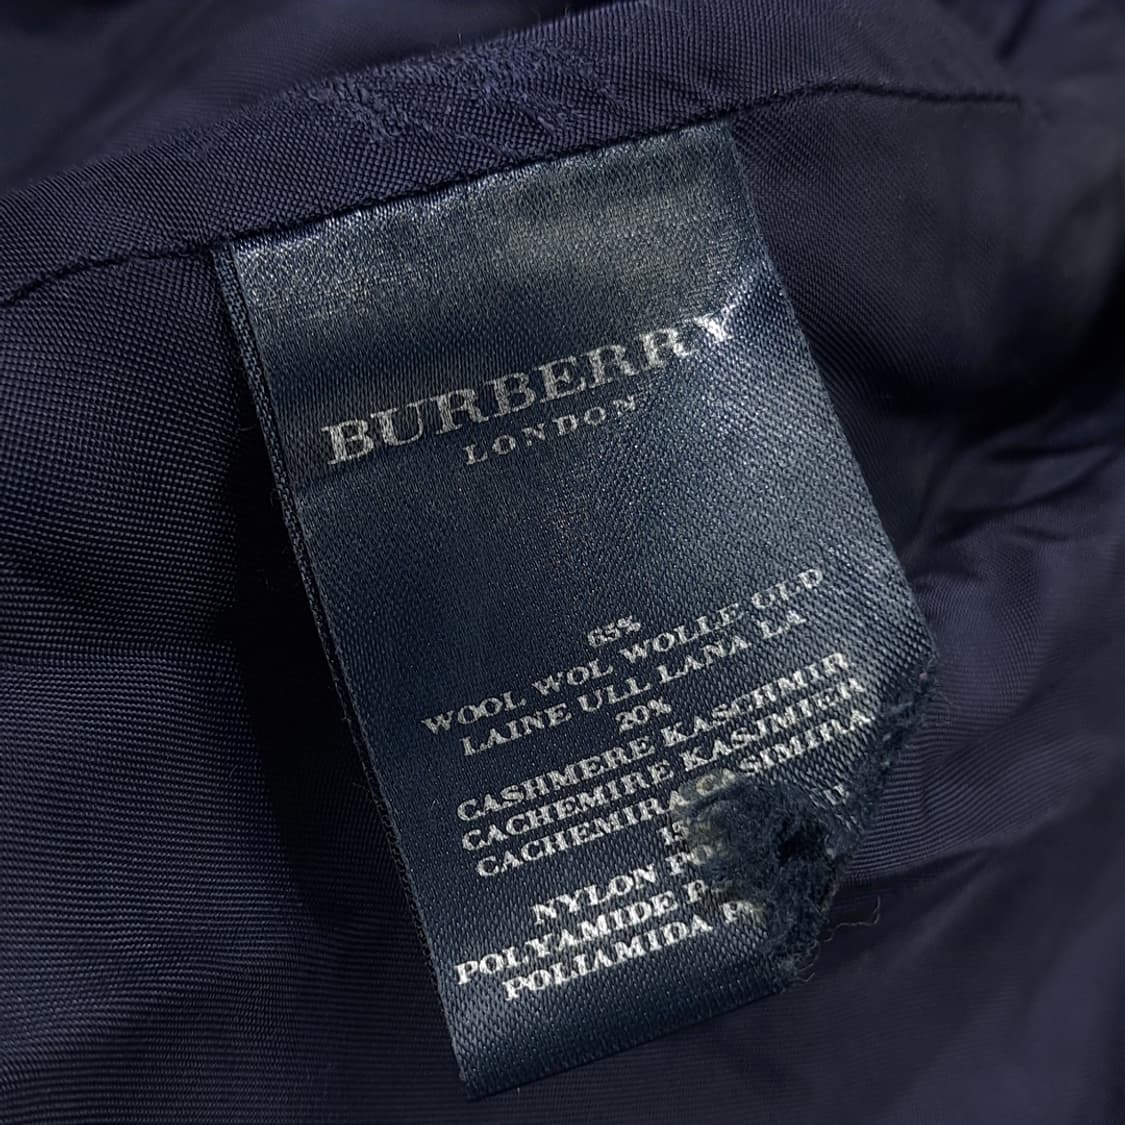 BURBERRY
LONDON
65%
WOOL WOL WOLLE
LAINE ULL LANA LA
20%
CASHMERE KASCHMIR
CACHEMIRE KASJMIER
CACHEMIRA CASIMIRA
NYLON
POLYAMIDE
POLIAMIDA